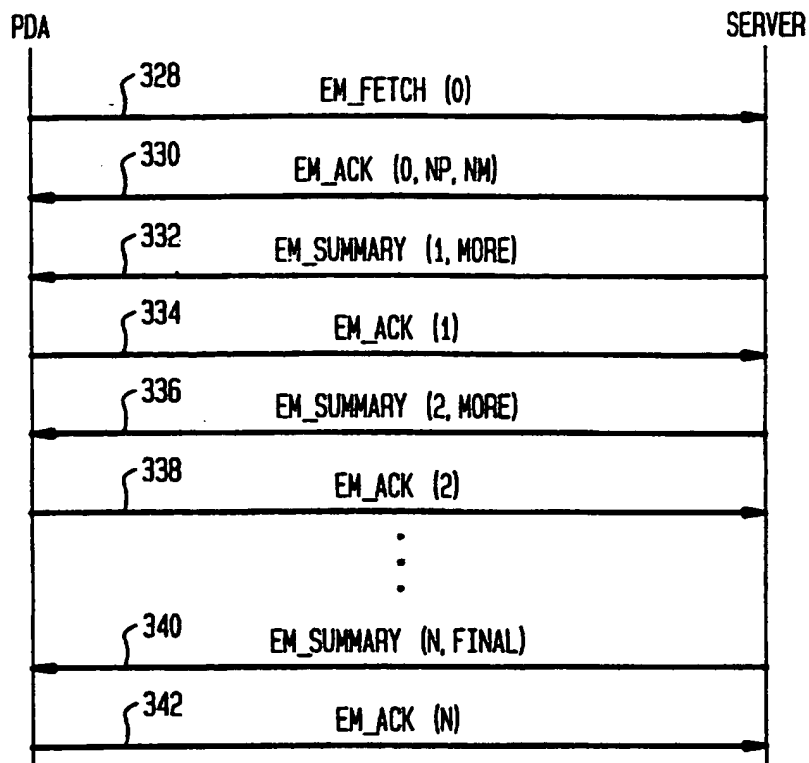 PDA SERVER
328 EM_FETCH (0)
330 EM_ACK (0, NP, NM)
332 EM_SUMMARY (1, MORE)
334 EM_ACK (1)
336 EM_SUMMARY (2, MORE)
338 EM_ACK (2)
340 EM_SUMMARY (N, FINAL)
342 EM_ACK (N)